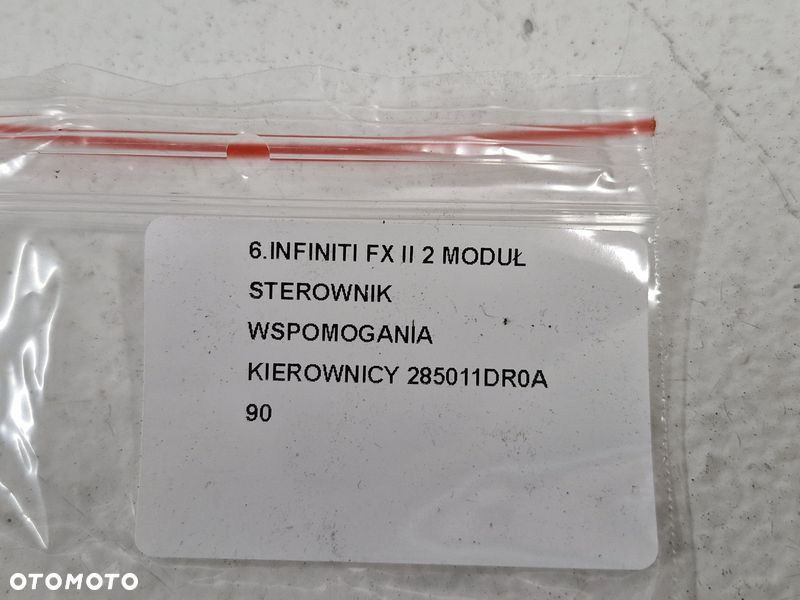 6.INFINITI FX II 2 MODUŁ
STEROWNIK
WSPOMOGANIA
KIEROWNICY 285011DR0A
90
OTOMOTO